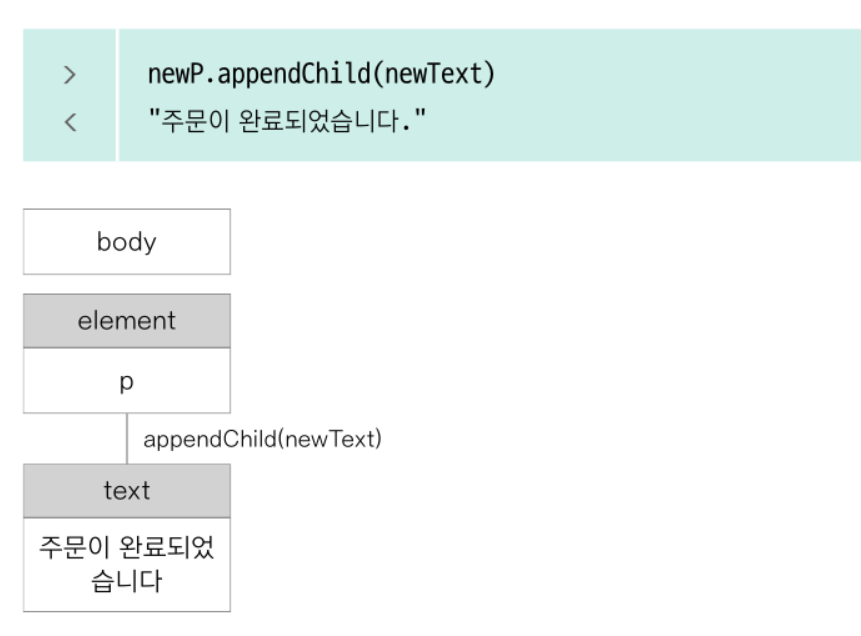 > newP.appendChild(newText)
< "주문이 완료되었습니다."
body
element
p
appendChild(newText)
text
주문이 완료되었
습니다